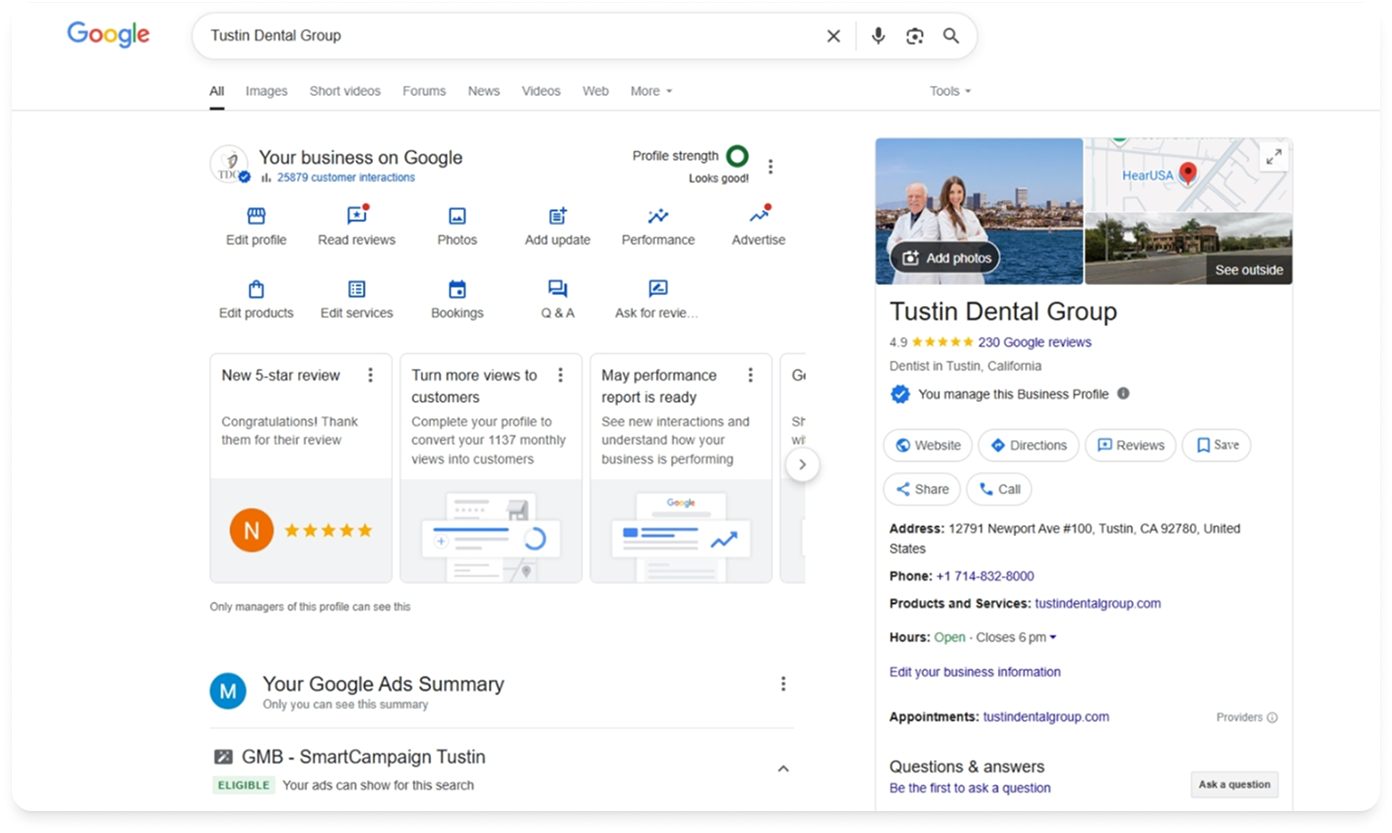 Google
Tustin Dental Group
All Images Short videos Forums News Videos Web More Tools
TDG
Your business on Google
25879 customer interactions
Profile strength
Looks good!
Edit profile Read reviews Photos Add update Performance Advertise
Edit products Edit services Bookings Q & A Ask for revie…
New 5-star review
Congratulations! Thank
them for their review
N
Turn more views to
customers
Complete your profile to
convert your 1137 monthly
views into customers
May performance
report is ready
See new interactions and
understand how your
business is performing
Google
Only managers of this profile can see this
M
Your Google Ads Summary
Only you can see this summary
GMB - SmartCampaign Tustin
ELIGIBLE Your ads can show for this search
HearUSA
Add photos
See outside
Tustin Dental Group
4.9 230 Google reviews
Dentist in Tustin, California
You manage this Business Profile
Website Directions Reviews Save
Share Call
Address: 12791 Newport Ave #100, Tustin, CA 92780, United
States
Phone: +1 714-832-8000
Products and Services: tustindentalgroup.com
Hours: Open · Closes 6 pm
Edit your business information
Appointments: tustindentalgroup.com Providers
Questions & answers
Be the first to ask a question
Ask a question